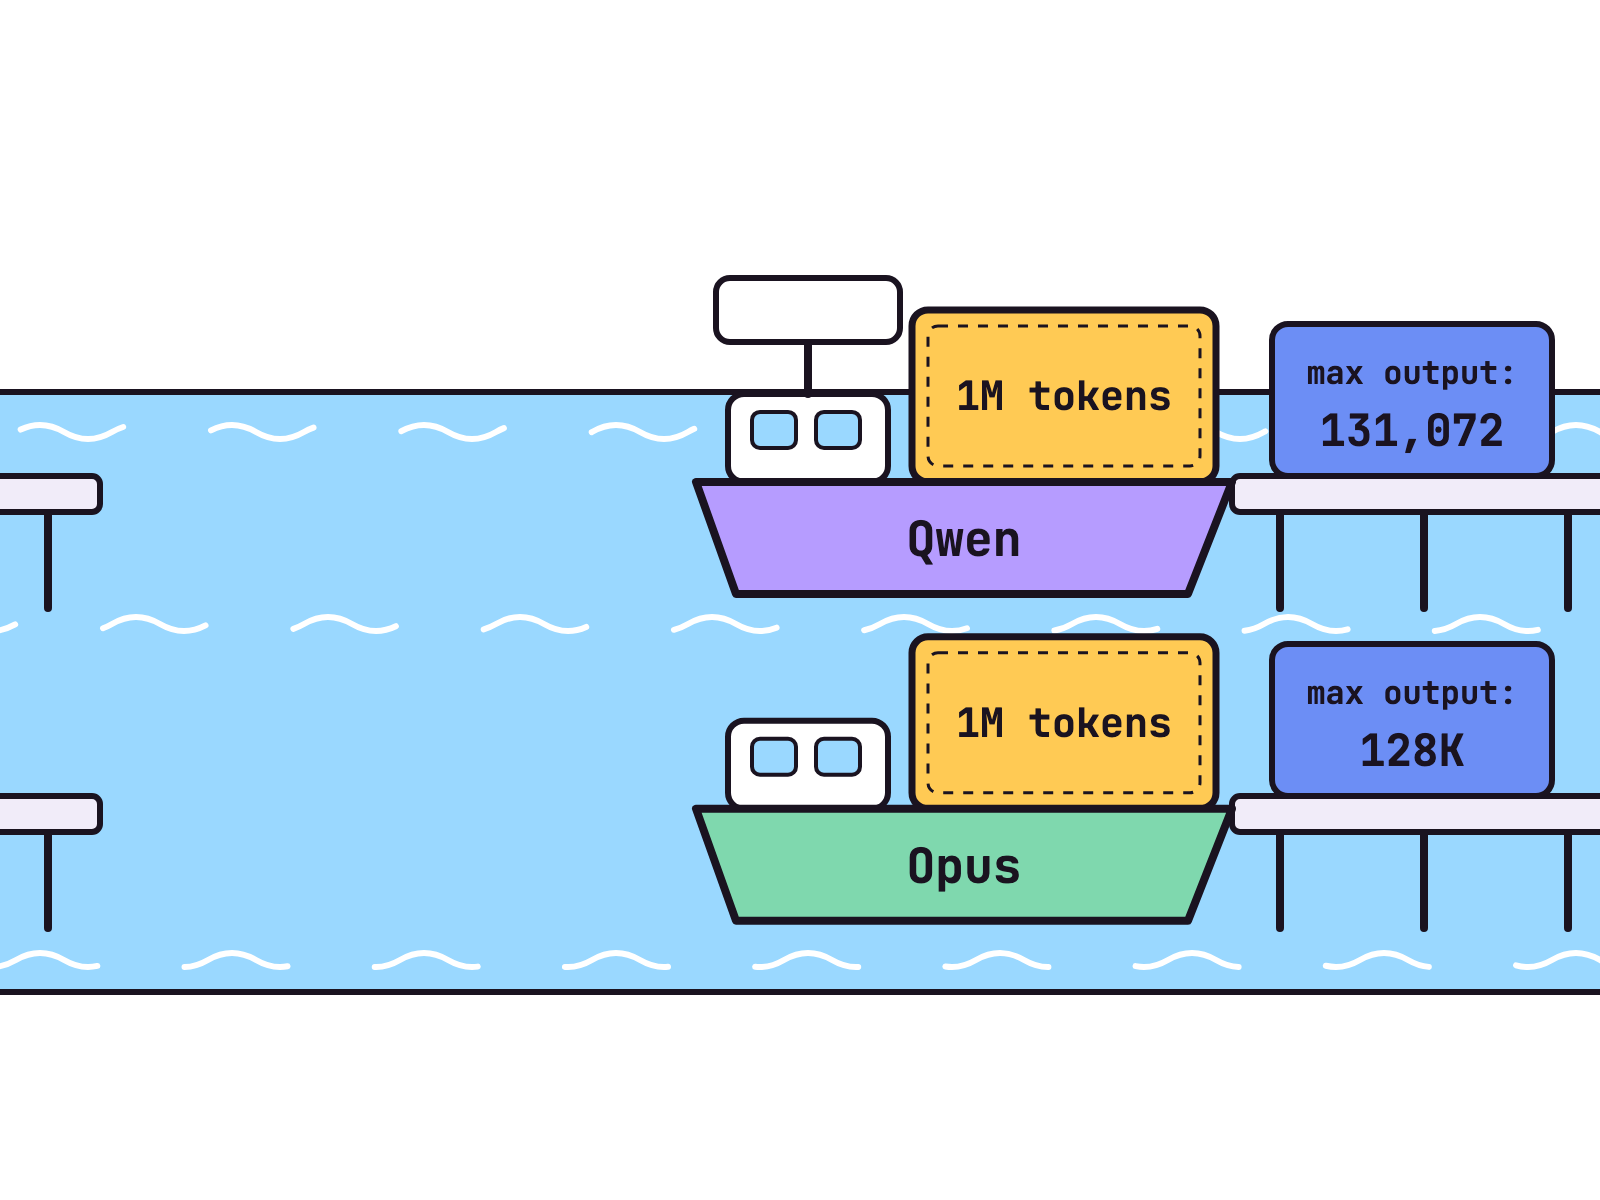 1M tokens
max output:
131,072
Qwen
1M tokens
max output:
128K
Opus